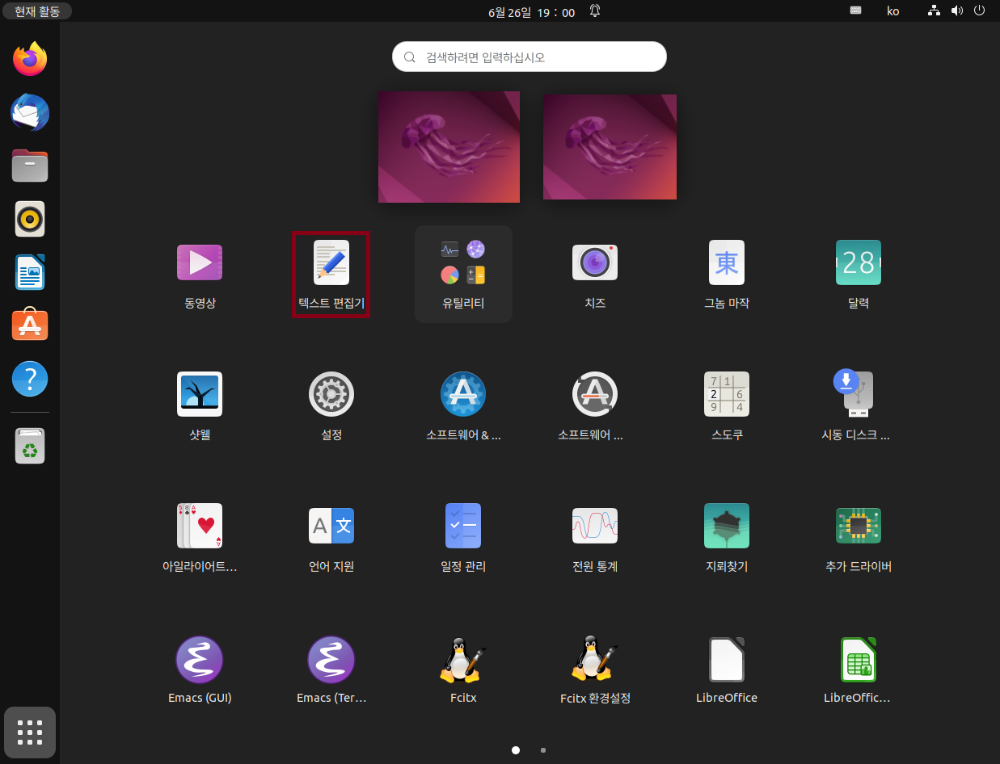 현재 활동
6월 26일 19 : 00
ko
검색하려면 입력하십시오
동영상
텍스트 편집기
유틸리티
치즈
그놈 마작
東
달력
28
샷웰
설정
소프트웨어 & ...
소프트웨어 ...
스도쿠
7 1
2 6
9 4
시동 디스크 ...
아일라이어트...
5 8 A
A
언어 지원
A 文
일정 관리
전원 통계
지뢰찾기
추가 드라이버
Emacs (GUI)
Emacs (Ter...
Fcitx
Fcitx 환경설정
LibreOffice
LibreOffic...